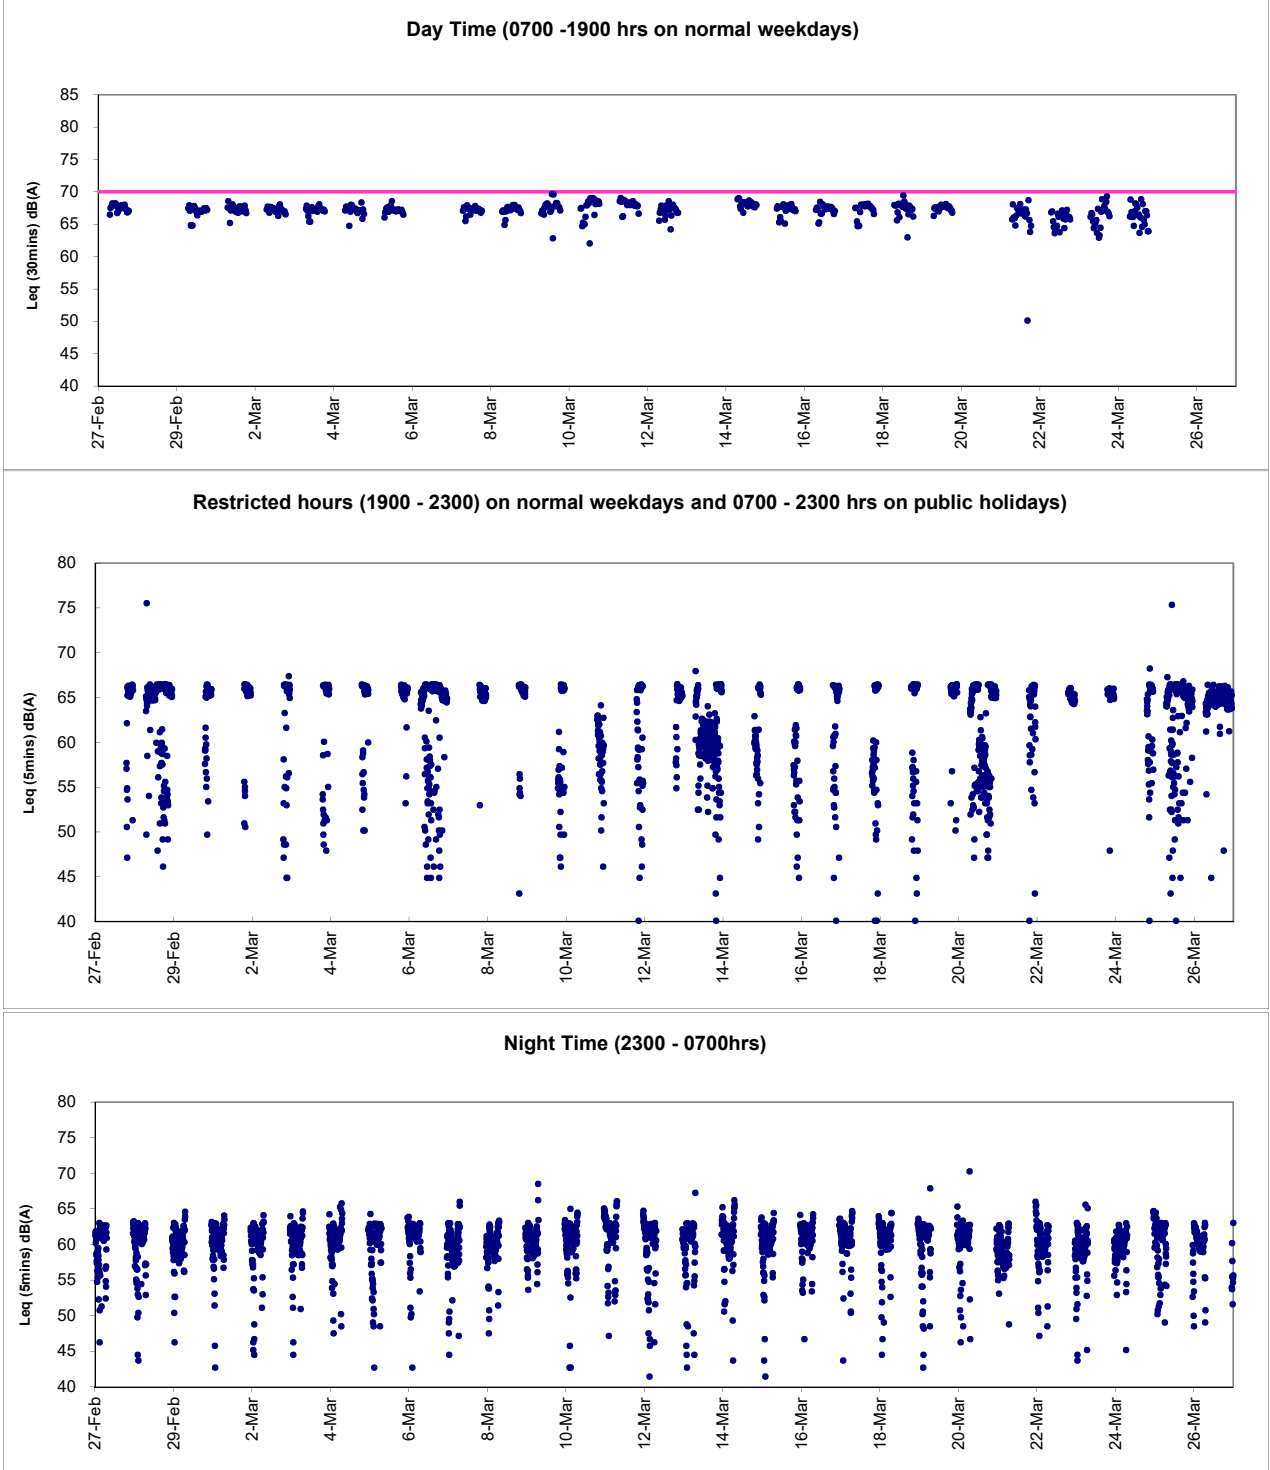 Day Time (0700 -1900 hrs on normal weekdays)
85
80
75
70
65
60
55
50
45
40
Leq (30mins) dB(A)
27-Feb
29-Feb
2-Mar
4-Mar
6-Mar
8-Mar
10-Mar
12-Mar
14-Mar
16-Mar
18-Mar
20-Mar
22-Mar
24-Mar
26-Mar
Restricted hours (1900 - 2300) on normal weekdays and 0700 - 2300 hrs on public holidays)
80
75
70
65
60
55
50
45
40
Leq (5mins) dB(A)
27-Feb
29-Feb
2-Mar
4-Mar
6-Mar
8-Mar
10-Mar
12-Mar
14-Mar
16-Mar
18-Mar
20-Mar
22-Mar
24-Mar
26-Mar
Night Time (2300 - 0700hrs)
80
75
70
65
60
55
50
45
40
Leq (5mins) dB(A)
27-Feb
29-Feb
2-Mar
4-Mar
6-Mar
8-Mar
10-Mar
12-Mar
14-Mar
16-Mar
18-Mar
20-Mar
22-Mar
24-Mar
26-Mar